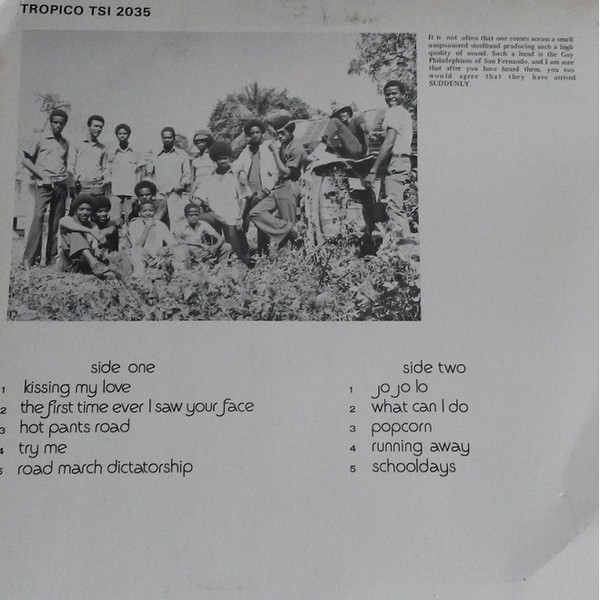 TROPICO TSI 2035
It is not often that one comes across a small
unsponsored steelband producing such a high
quality of sound. Such a band is the Guy
Philadephians of San Fernando, and I am sure
that after you have heard them, you too
would agree that they have arrived
SUDDENLY.
side one
1 kissing my love
2 the first time ever I saw your face
3 hot pants road
4 try me
5 road march dictatorship
side two
1 jo jo lo
2 what can I do
3 popcorn
4 running away
5 schooldays